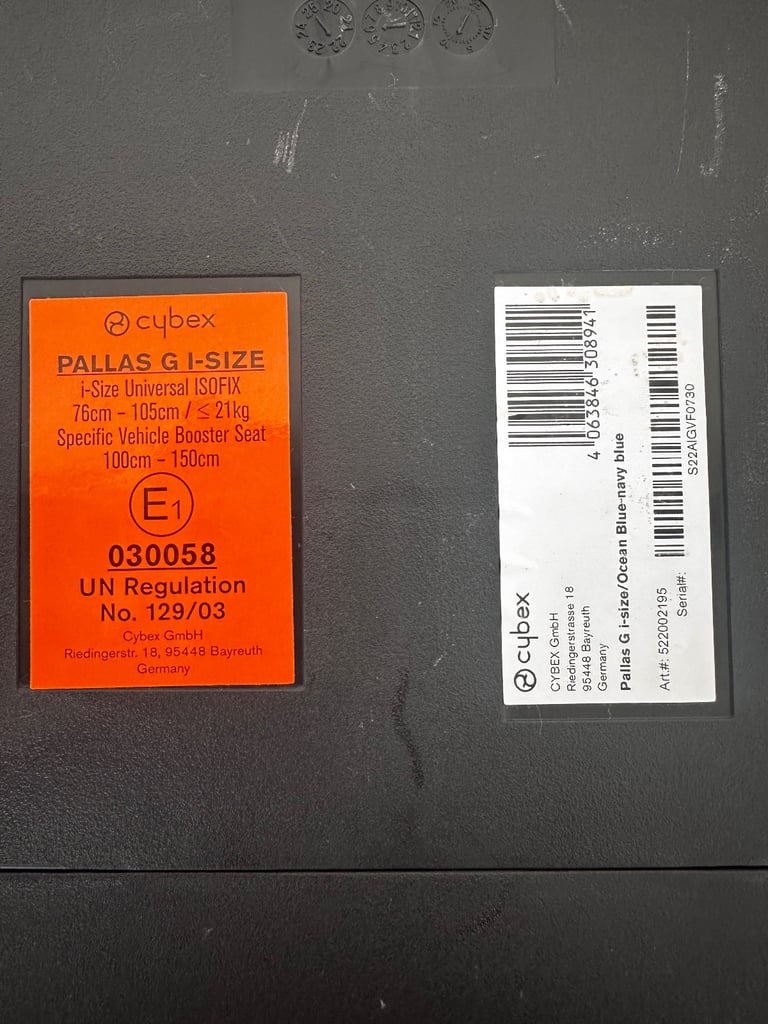 cybex
PALLAS G I-SIZE
i-Size Universal ISOFIX
76cm – 105cm / ≤ 21kg
Specific Vehicle Booster Seat
100cm – 150cm
E1
030058
UN Regulation
No. 129/03
Cybex GmbH
Riedingerstr. 18, 95448 Bayreuth
Germany
cybex
CYBEX GmbH
Riedingerstrasse 18
95448 Bayreuth
Germany
4 063846 308941
Pallas G i-size/Ocean Blue-navy blue
Art.#: 522002195
Serial#:
S22AIGVF0730